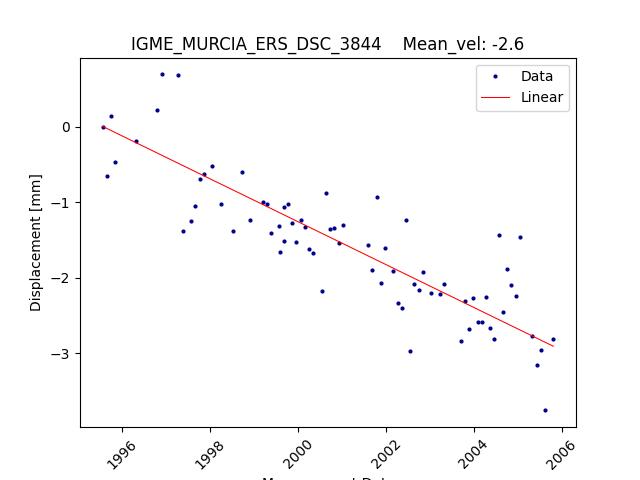 IGME_MURCIA_ERS_DSC_3844    Mean_vel: -2.6
Data
Linear
0
−1
−2
−3
Displacement [mm]
1996
1998
2000
2002
2004
2006